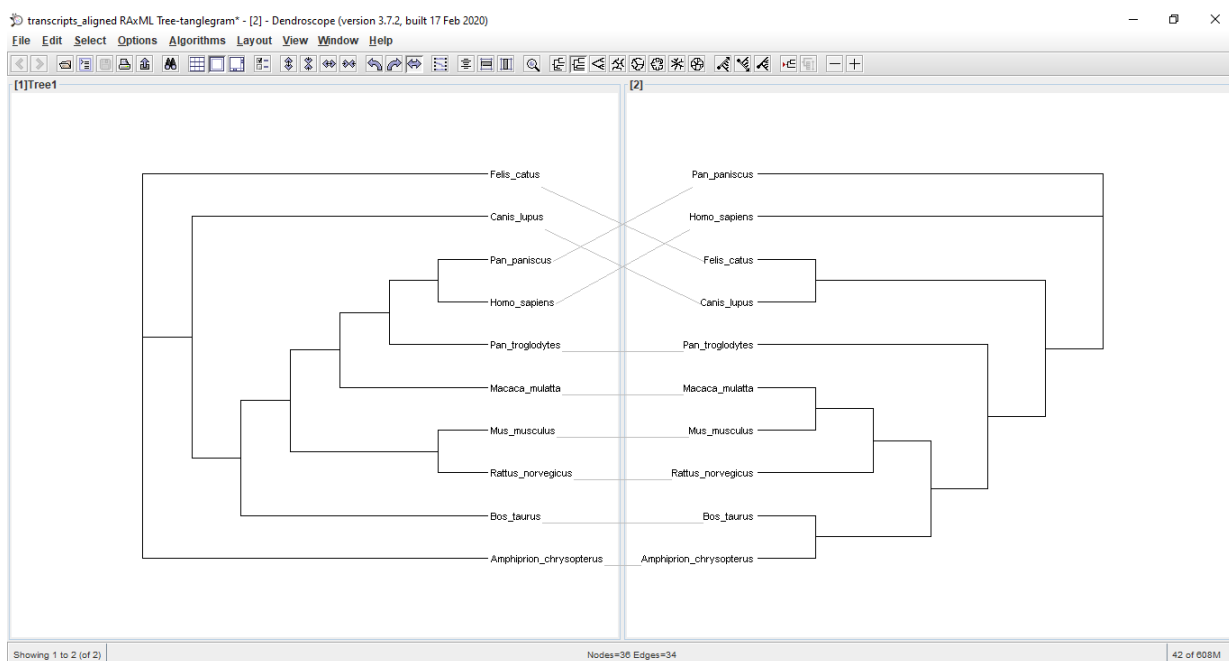 transcripts_aligned RAxML Tree-tanglegram* - [2] - Dendroscope (version 3.7.2, built 17 Feb 2020)
File Edit Select Options Algorithms Layout View Window Help
[1]Tree1
[2]
Felis_catus
Canis_lupus
Pan_paniscus
Homo_sapiens
Pan_troglodytes
Macaca_mulatta
Mus_musculus
Rattus_norvegicus
Bos_taurus
Amphiprion_chrysopterus
Pan_paniscus
Homo_sapiens
Felis_catus
Canis_lupus
Pan_troglodytes
Macaca_mulatta
Mus_musculus
Rattus_norvegicus
Bos_taurus
Amphiprion_chrysopterus
Showing 1 to 2 (of 2)
Nodes=36 Edges=34
42 of 608M